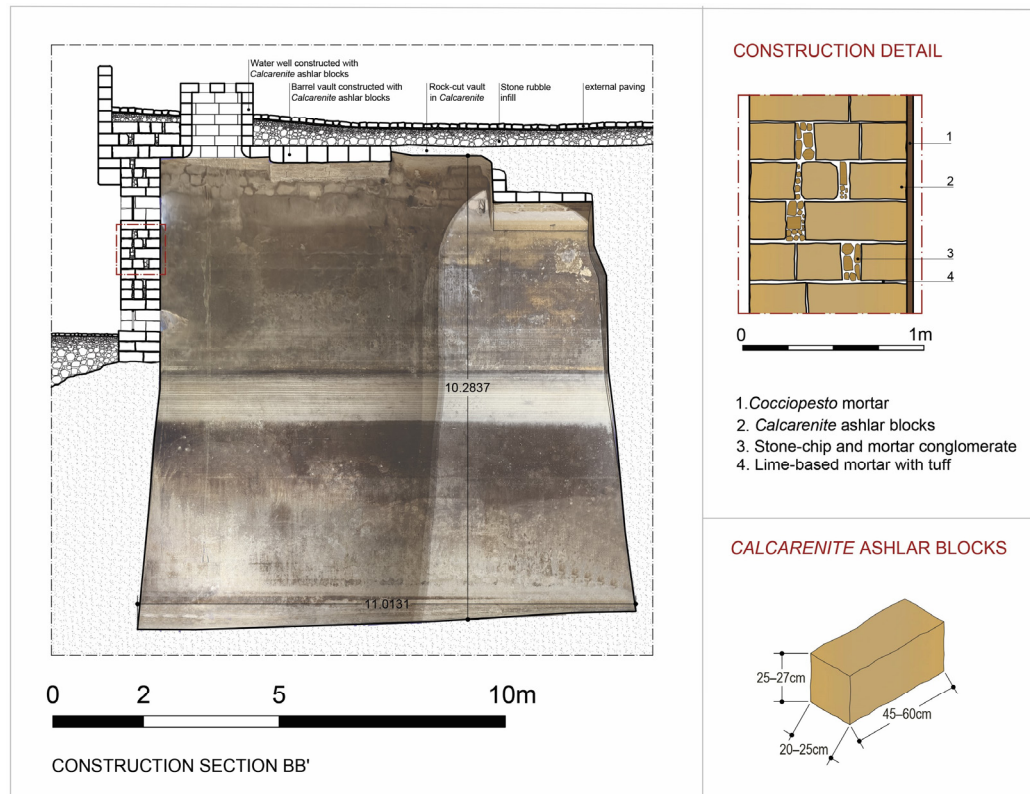 Water well constructed with
Calcarenite ashlar blocks
Barrel vault constructed with
Calcarenite ashlar blocks
Rock-cut vault
in Calcarenite
Stone rubble
infill
external paving
10.2837
11.0131
0 2 5 10m
CONSTRUCTION SECTION BB'
CONSTRUCTION DETAIL
1
2
3
4
0 1m
1.Cocciopesto mortar
2. Calcarenite ashlar blocks
3. Stone-chip and mortar conglomerate
4. Lime-based mortar with tuff
CALCARENITE ASHLAR BLOCKS
25–27cm
45–60cm
20–25cm